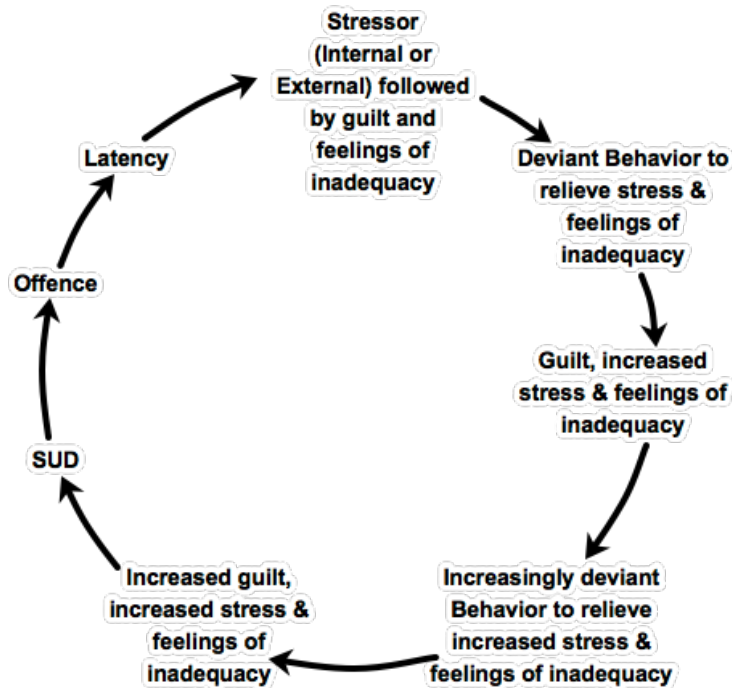 Stressor
(Internal or
External) followed
by guilt and
feelings of
inadequacy
Deviant Behavior to
relieve stress &
feelings of
inadequacy
Guilt, increased
stress & feelings of
inadequacy
Increasingly deviant
Behavior to relieve
increased stress &
feelings of inadequacy
Increased guilt,
increased stress &
feelings of
inadequacy
SUD
Offence
Latency